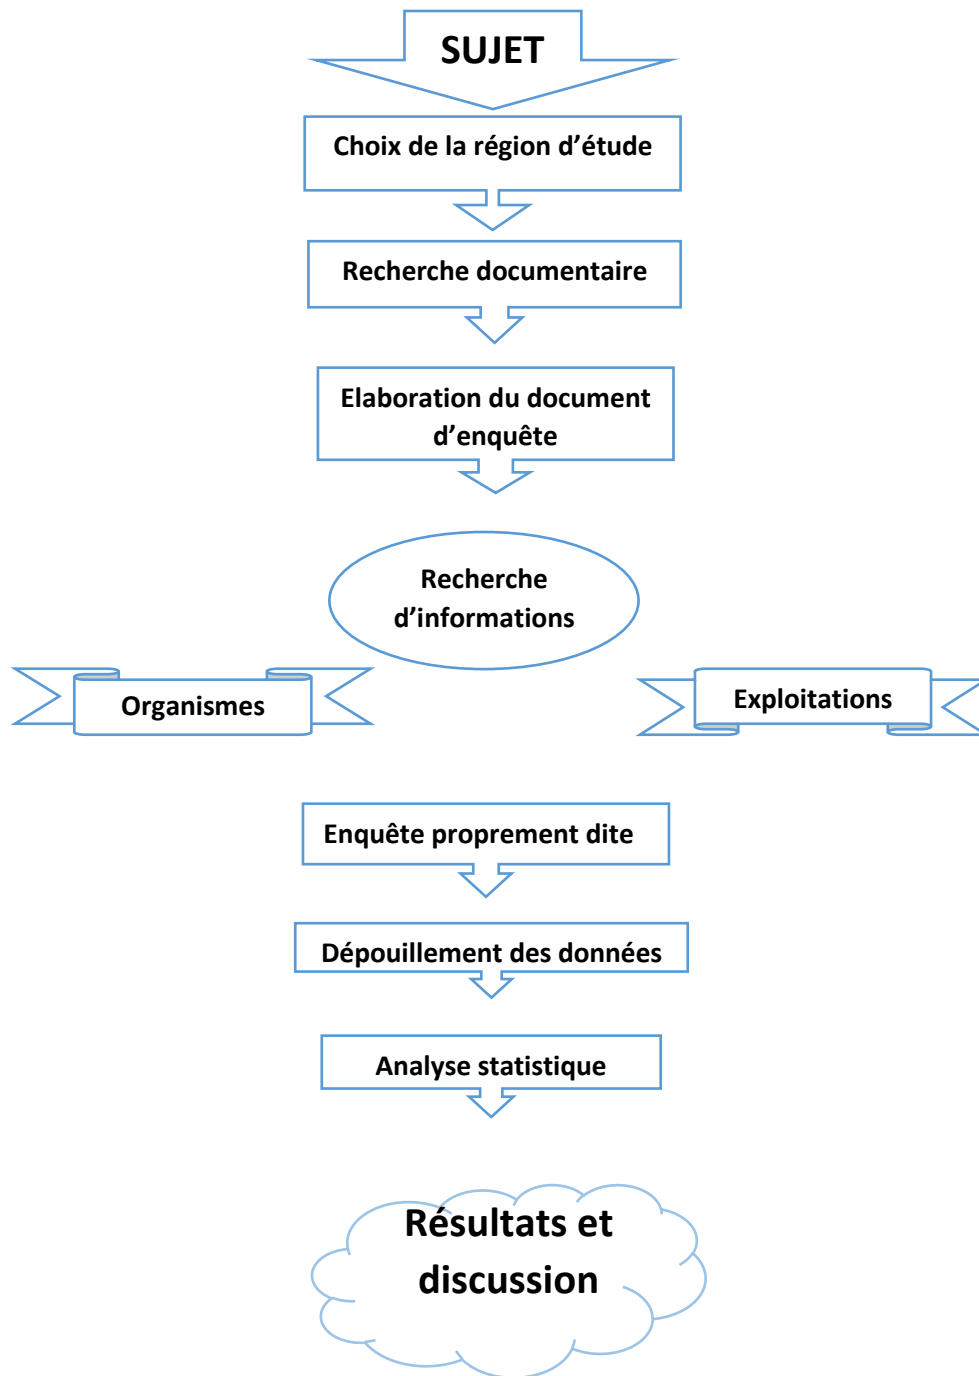 SUJET
Choix de la région d’étude
Recherche documentaire
Elaboration du document
d’enquête
Recherche
d’informations
Organismes
Exploitations
Enquête proprement dite
Dépouillement des données
Analyse statistique
Résultats et
discussion